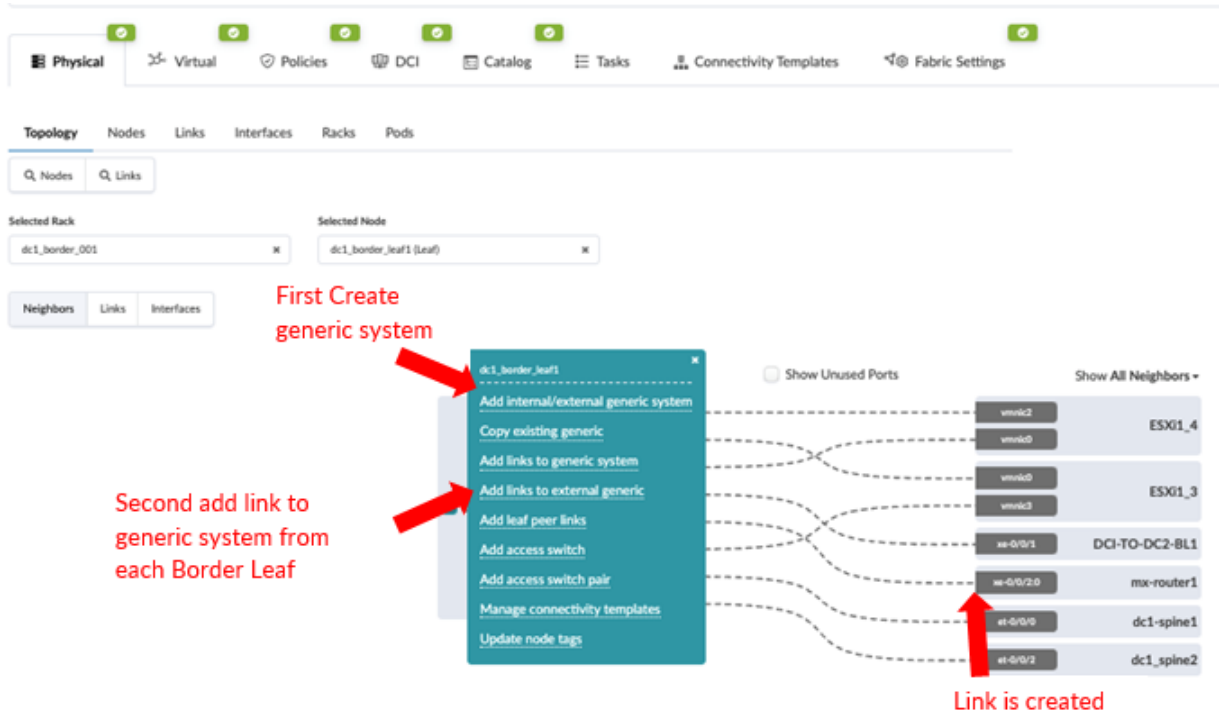 Physical
Virtual
Policies
DCI
Catalog
Tasks
Connectivity Templates
Fabric Settings
Topology
Nodes
Links
Interfaces
Racks
Pods
Nodes
Links
Selected Rack
Selected Node
dc1_border_001
dc1_border_leaf1 (Leaf)
Neighbors
Links
Interfaces
First Create
generic system
dc1_border_leaf1
Add internal/external generic system
Copy existing generic
Add links to generic system
Add links to external generic
Add leaf peer links
Add access switch
Add access switch pair
Manage connectivity templates
Update node tags
Second add link to
generic system from
each Border Leaf
Show Unused Ports
Show All Neighbors
vmnic2
vmnic0
ESXi1_4
vmnic0
vmnic3
ESXi1_3
xe-0/0/1
DCI-TO-DC2-BL1
xe-0/0/2:0
mx-router1
et-0/0/0
dc1-spine1
et-0/0/2
dc1_spine2
Link is created